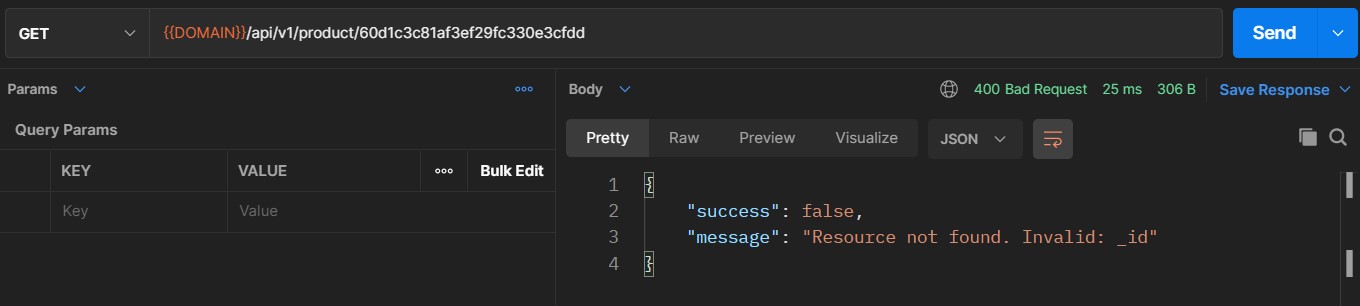 GET {{DOMAIN}}/api/v1/product/60d1c3c81af3ef29fc330e3cfdd Send
Params
Query Params
KEY VALUE Bulk Edit
Key Value
Body 400 Bad Request 25 ms 306 B Save Response
Pretty Raw Preview Visualize JSON
1 {
2 "success": false,
3 "message": "Resource not found. Invalid: _id"
4 }